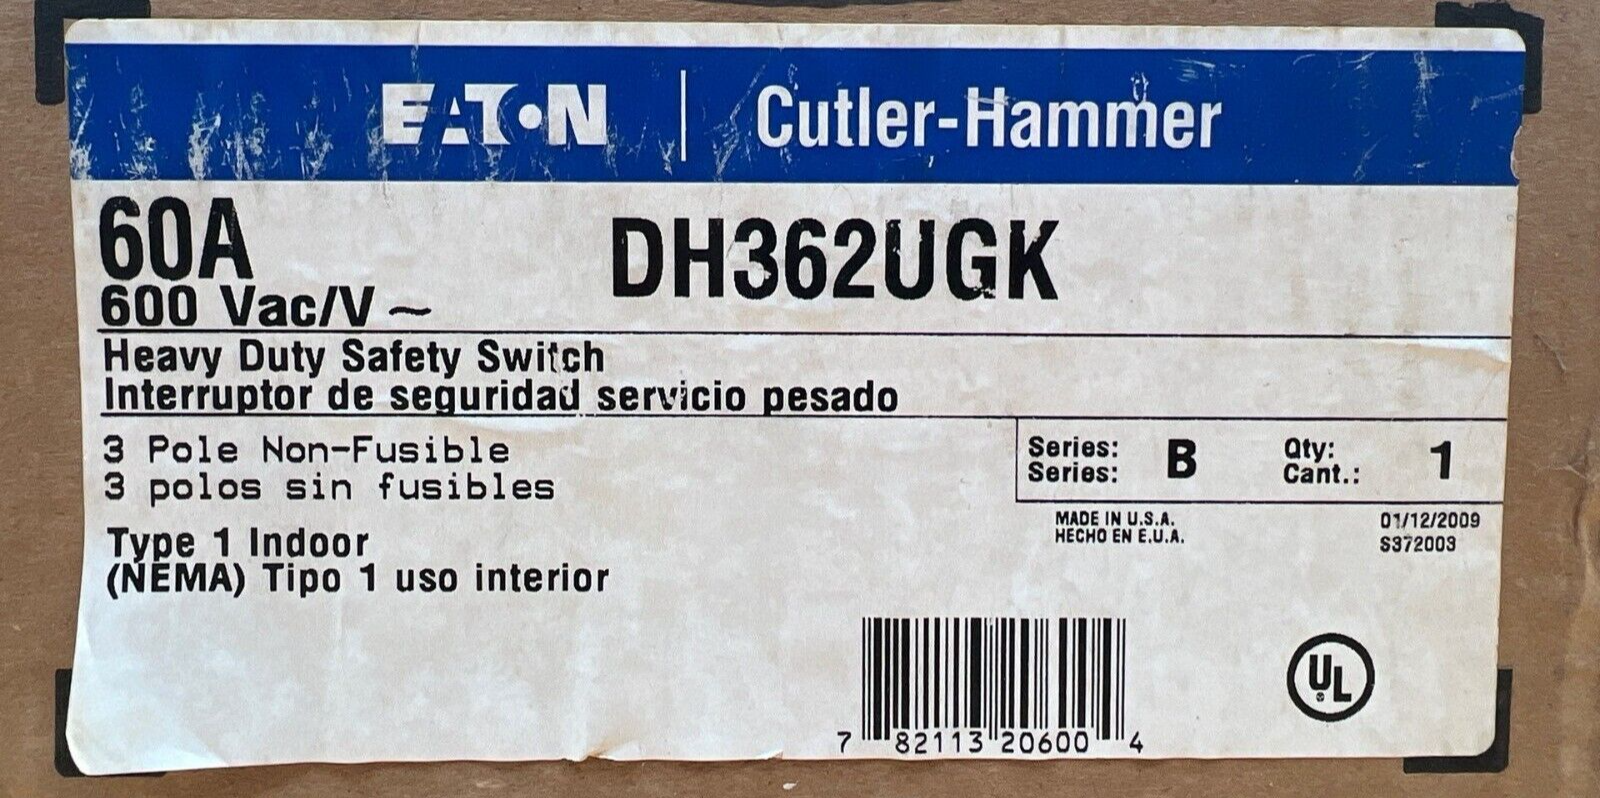 EATON | Cutler-Hammer
60A
DH362UGK
600 Vac/V ~
Heavy Duty Safety Switch
Interruptor de seguridad servicio pesado
3 Pole Non-Fusible
3 polos sin fusibles
Series: B Qty: 1
Series: Cant.:
MADE IN U.S.A. 01/12/2009
HECHO EN E.U.A. S372003
Type 1 Indoor
(NEMA) Tipo 1 uso interior
UL
7 82113 20600 4